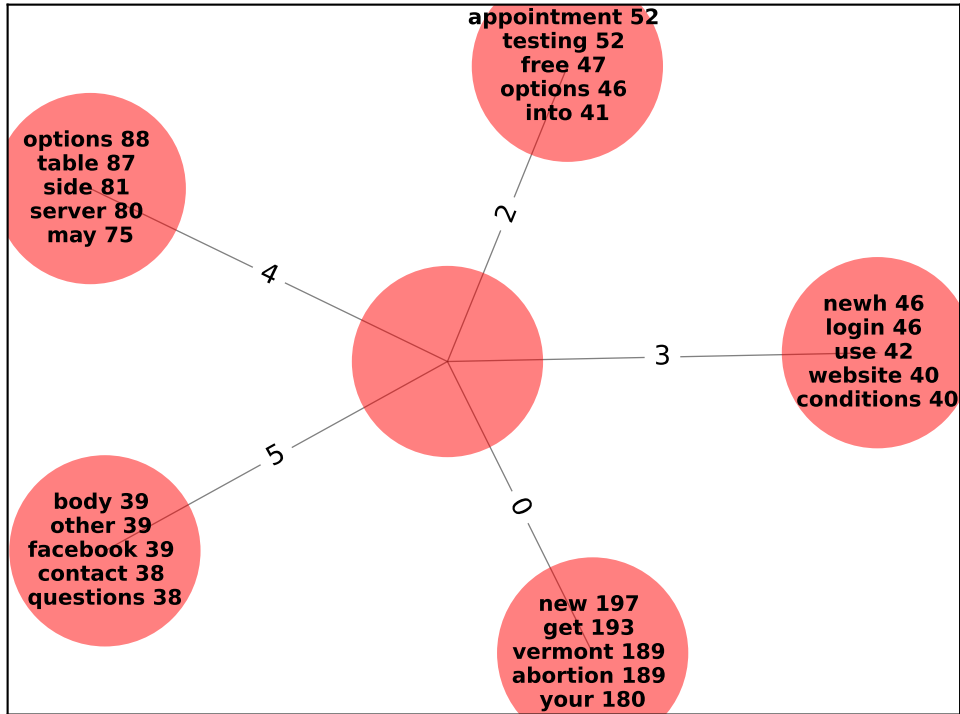 appointment 52
testing 52
free 47
options 46
into 41
options 88
table 87
side 81
server 80
may 75
2
4
newh 46
login 46
use 42
website 40
conditions 40
3
5
body 39
other 39
facebook 39
contact 38
questions 38
0
new 197
get 193
vermont 189
abortion 189
your 180